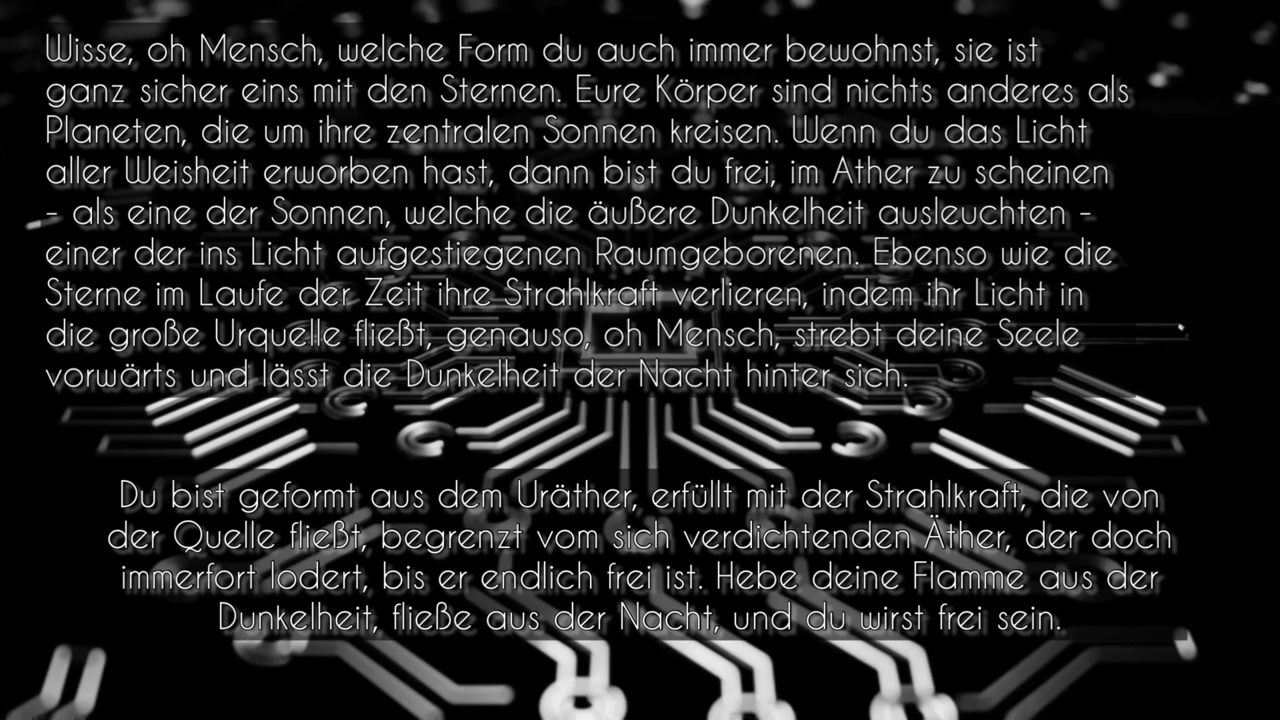 Wisse, oh Mensch, welche Form du auch immer bewohnst, sie ist
ganz sicher eins mit den Sternen. Eure Körper sind nichts anderes als
Planeten, die um ihre zentralen Sonnen kreisen. Wenn du das Licht
aller Weisheit erworben hast, dann bist du frei, im Ather zu scheinen
- als eine der Sonnen, welche die äußere Dunkelheit ausleuchten -
einer der ins Licht aufgestiegenen Raumgeborenen. Ebenso wie die
Sterne im Laufe der Zeit ihre Strahlkraft verlieren, indem ihr Licht in
die große Urquelle fließt, genauso, oh Mensch, strebt deine Seele
vorwärts und lässt die Dunkelheit der Nacht hinter sich.
Du bist geformt aus dem Uräther, erfüllt mit der Strahlkraft, die von
der Quelle fließt, begrenzt vom sich verdichtenden Äther, der doch
immerfort lodert, bis er endlich frei ist. Hebe deine Flamme aus der
Dunkelheit, fließe aus der Nacht, und du wirst frei sein.